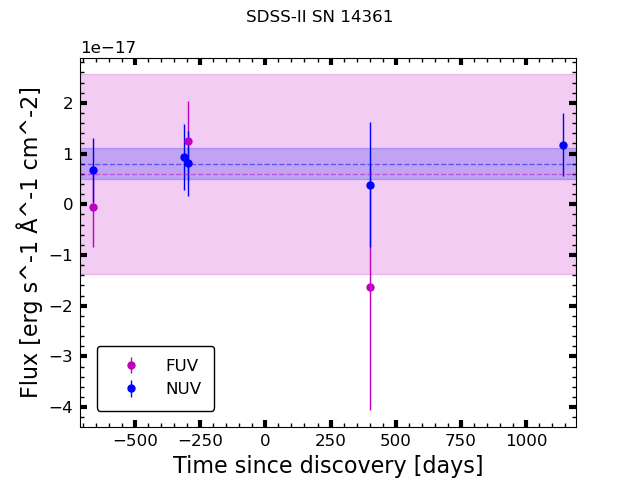 SDSS-II SN 14361
1e−17
2
1
0
−1
−2
−3
−4
Flux [erg s^-1 Å^-1 cm^-2]
FUV
NUV
−500 −250 0 250 500 750 1000
Time since discovery [days]